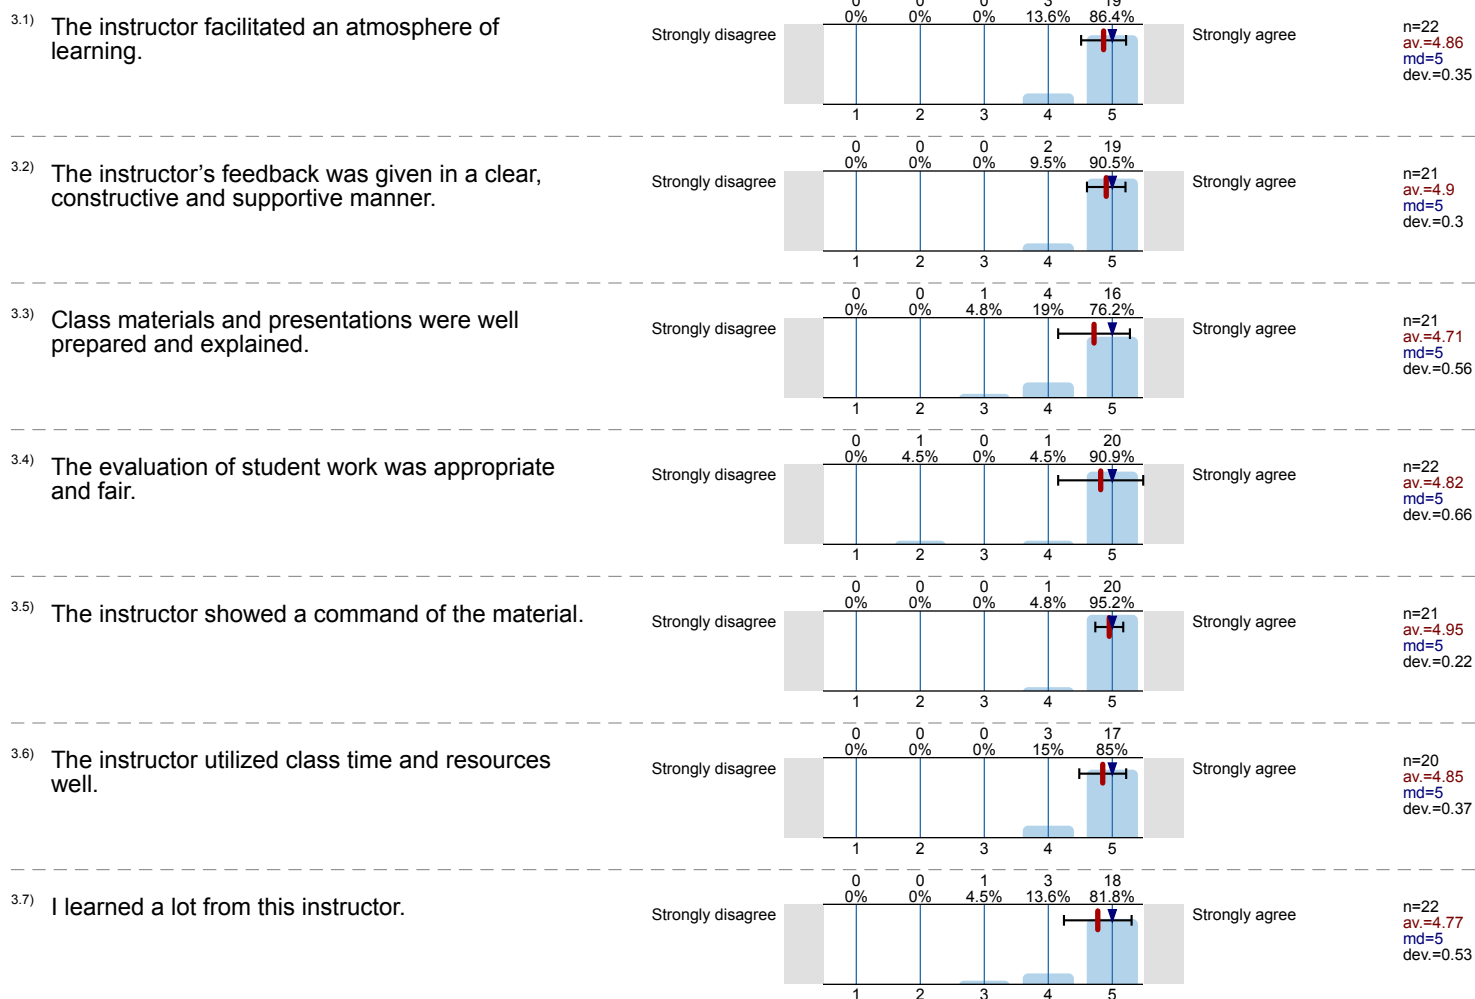 0 0 0 3 19
3.1) The instructor facilitated an atmosphere of
learning.
0% 0% 0% 13.6% 86.4%
Strongly disagree
Strongly agree
n=22
av.=4.86
md=5
dev.=0.35
1 2 3 4 5
0 0 0 2 19
3.2) The instructor’s feedback was given in a clear,
constructive and supportive manner.
0% 0% 0% 9.5% 90.5%
Strongly disagree
Strongly agree
n=21
av.=4.9
md=5
dev.=0.3
1 2 3 4 5
0 0 1 4 16
3.3) Class materials and presentations were well
prepared and explained.
0% 0% 4.8% 19% 76.2%
Strongly disagree
Strongly agree
n=21
av.=4.71
md=5
dev.=0.56
1 2 3 4 5
0 1 0 1 20
3.4) The evaluation of student work was appropriate
and fair.
0% 4.5% 0% 4.5% 90.9%
Strongly disagree
Strongly agree
n=22
av.=4.82
md=5
dev.=0.66
1 2 3 4 5
0 0 0 1 20
3.5) The instructor showed a command of the material.
0% 0% 0% 4.8% 95.2%
Strongly disagree
Strongly agree
n=21
av.=4.95
md=5
dev.=0.22
1 2 3 4 5
0 0 0 3 17
3.6) The instructor utilized class time and resources
well.
0% 0% 0% 15% 85%
Strongly disagree
Strongly agree
n=20
av.=4.85
md=5
dev.=0.37
1 2 3 4 5
0 0 1 3 18
3.7) I learned a lot from this instructor.
0% 0% 4.5% 13.6% 81.8%
Strongly disagree
Strongly agree
n=22
av.=4.77
md=5
dev.=0.53
1 2 3 4 5